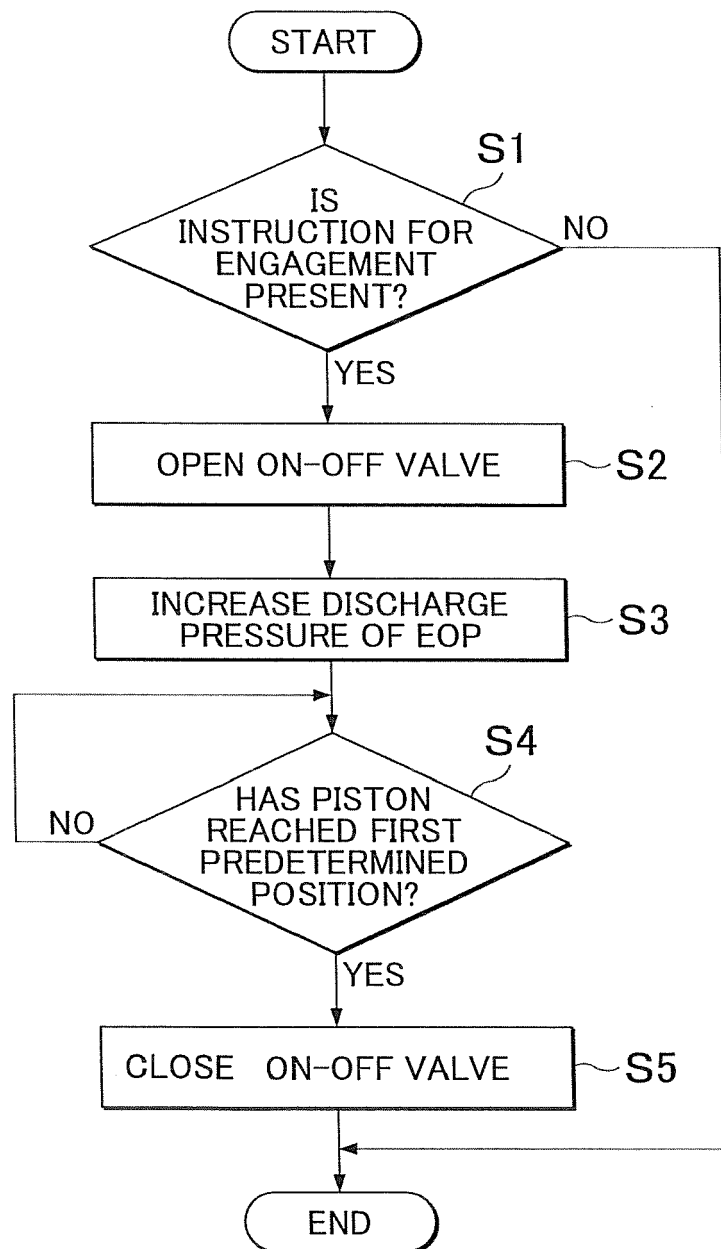 START
S1
IS
INSTRUCTION FOR
ENGAGEMENT
PRESENT?
NO
YES
OPEN ON-OFF VALVE
S2
INCREASE DISCHARGE
PRESSURE OF EOP
S3
S4
HAS PISTON
REACHED FIRST
PREDETERMINED
POSITION?
NO
YES
CLOSE ON-OFF VALVE
S5
END